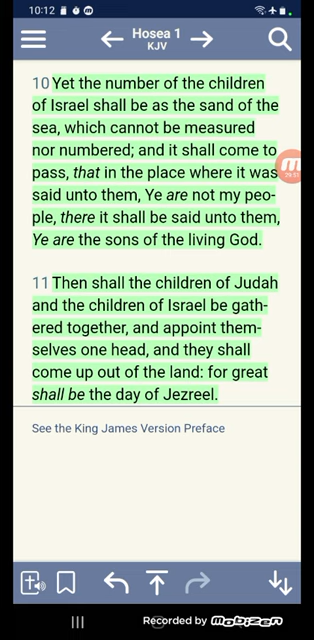 10:12
Hosea 1
KJV
10 Yet the number of the children
of Israel shall be as the sand of the
sea, which cannot be measured
nor numbered; and it shall come to
pass, that in the place where it was
said unto them, Ye are not my peo-
ple, there it shall be said unto them,
Ye are the sons of the living God.
11 Then shall the children of Judah
and the children of Israel be gath-
ered together, and appoint them-
selves one head, and they shall
come up out of the land: for great
shall be the day of Jezreel.
See the King James Version Preface
Recorded by mobizen